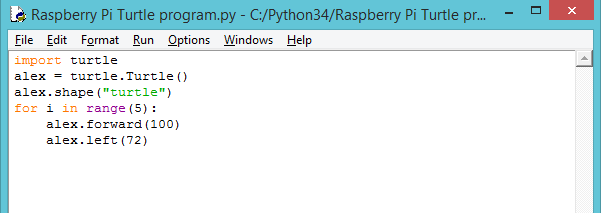 Raspberry Pi Turtle program.py - C:/Python34/Raspberry Pi Turtle pr...
File Edit Format Run Options Windows Help
import turtle
alex = turtle.Turtle()
alex.shape("turtle")
for i in range(5):
    alex.forward(100)
    alex.left(72)